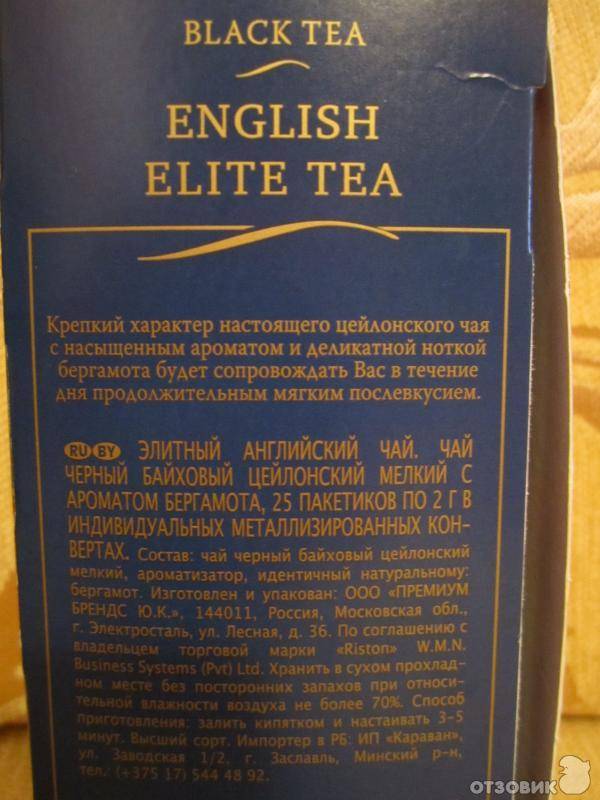 BLACK TEA
ENGLISH
ELITE TEA
Крепкий характер настоящего цейлонского чая
с насыщенным ароматом и деликатной ноткой
бергамота будет сопровождать Вас в течение
дня продолжительным мягким послевкусием.
RU BY ЭЛИТНЫЙ АНГЛИЙСКИЙ ЧАЙ. ЧАЙ
ЧЕРНЫЙ БАЙХОВЫЙ ЦЕЙЛОНСКИЙ МЕЛКИЙ С
АРОМАТОМ БЕРГАМОТА, 25 ПАКЕТИКОВ ПО 2 Г В
ИНДИВИДУАЛЬНЫХ МЕТАЛЛИЗИРОВАННЫХ КОН-
ВЕРТАХ. Состав: чай черный байховый цейлонский
мелкий, ароматизатор, идентичный натуральному:
бергамот. Изготовлен и упакован: ООО «ПРЕМИУМ
БРЕНДС Ю.К.», 144011, Россия, Московская обл.,
г. Электросталь, ул. Лесная, д. 36. По соглашению с
владельцем торговой марки «Riston» W.M.N.
Business Systems (Pvt) Ltd. Хранить в сухом прохлад-
ном месте без посторонних запахов при относи-
тельной влажности воздуха не более 70%. Способ
приготовления: залить кипятком и настаивать 3-5
минут. Высший сорт. Импортер в РБ: ИП «Караван»,
ул. Заводская 1/2, г. Заславль, Минский р-н,
тел.: (+375 17) 544 48 92.
ОТЗОВИК